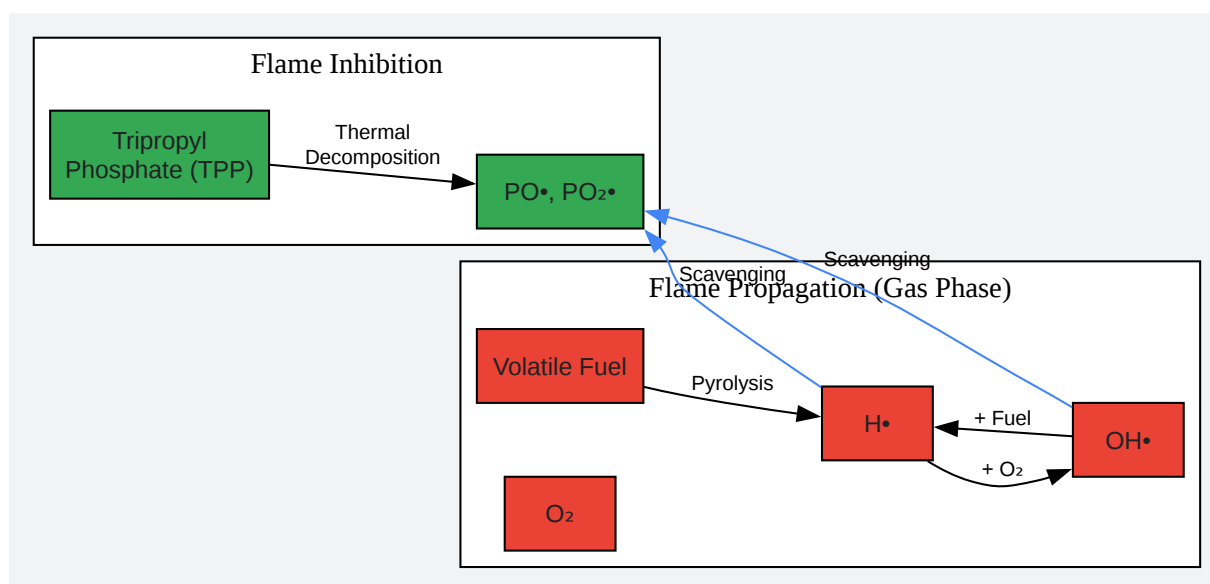 Flame Inhibition
Tripropyl
Phosphate (TPP)
Thermal
Decomposition
PO•, PO₂•
Scavenging
Scavenging
Flame Propagation (Gas Phase)
Volatile Fuel
Pyrolysis
H•
+ Fuel
+ O₂
OH•
O₂